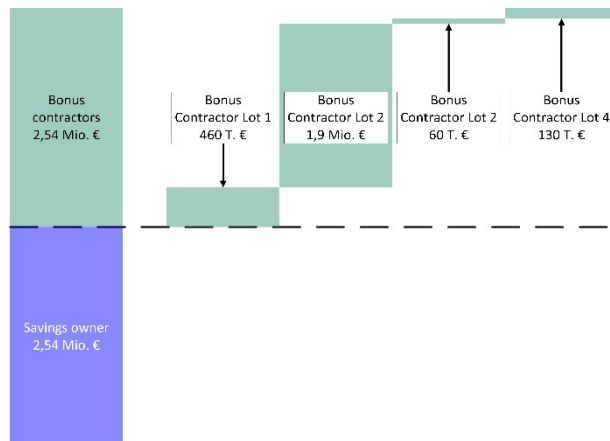 Bonus
contractors
2,54 Mio. €
Bonus
Contractor Lot 1
460 T. €
Bonus
Contractor Lot 2
1,9 Mio. €
Bonus
Contractor Lot 2
60 T. €
Bonus
Contractor Lot 4
130 T. €
Savings owner
2,54 Mio. €